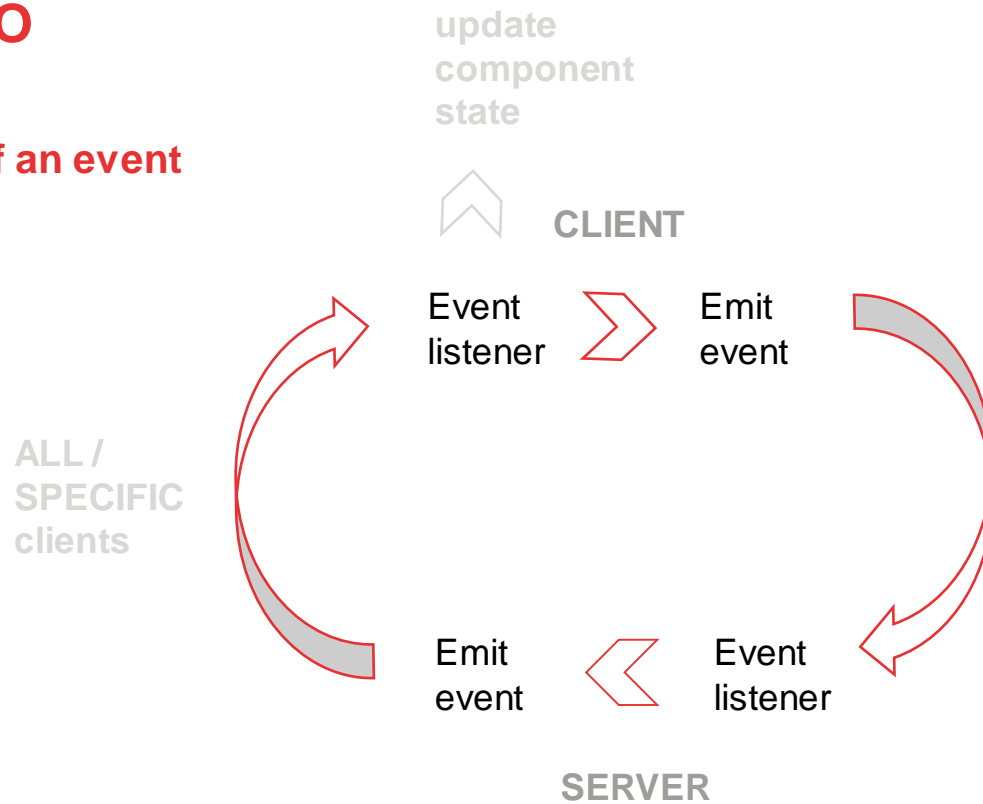 O
f an event
update
component
state
CLIENT
Event
listener
Emit
event
ALL /
SPECIFIC
clients
Emit
event
Event
listener
SERVER